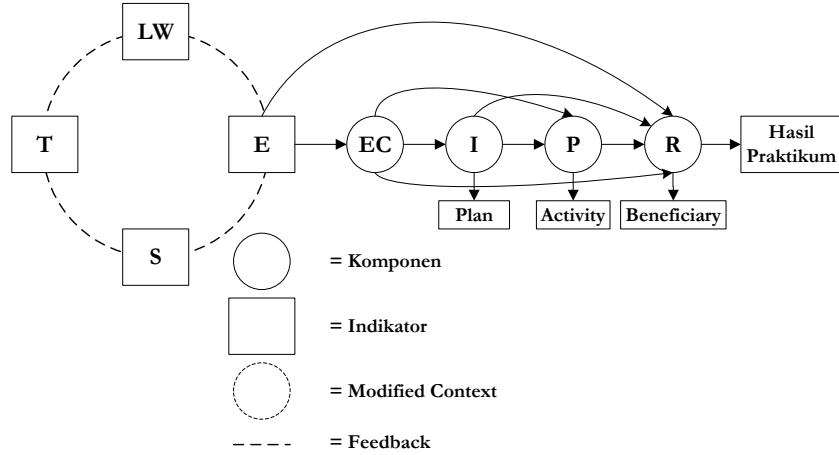 LW
T
E
EC
I
P
R
Hasil
Praktikum
Plan
Activity
Beneficiary
S
= Komponen
= Indikator
= Modified Context
= Feedback